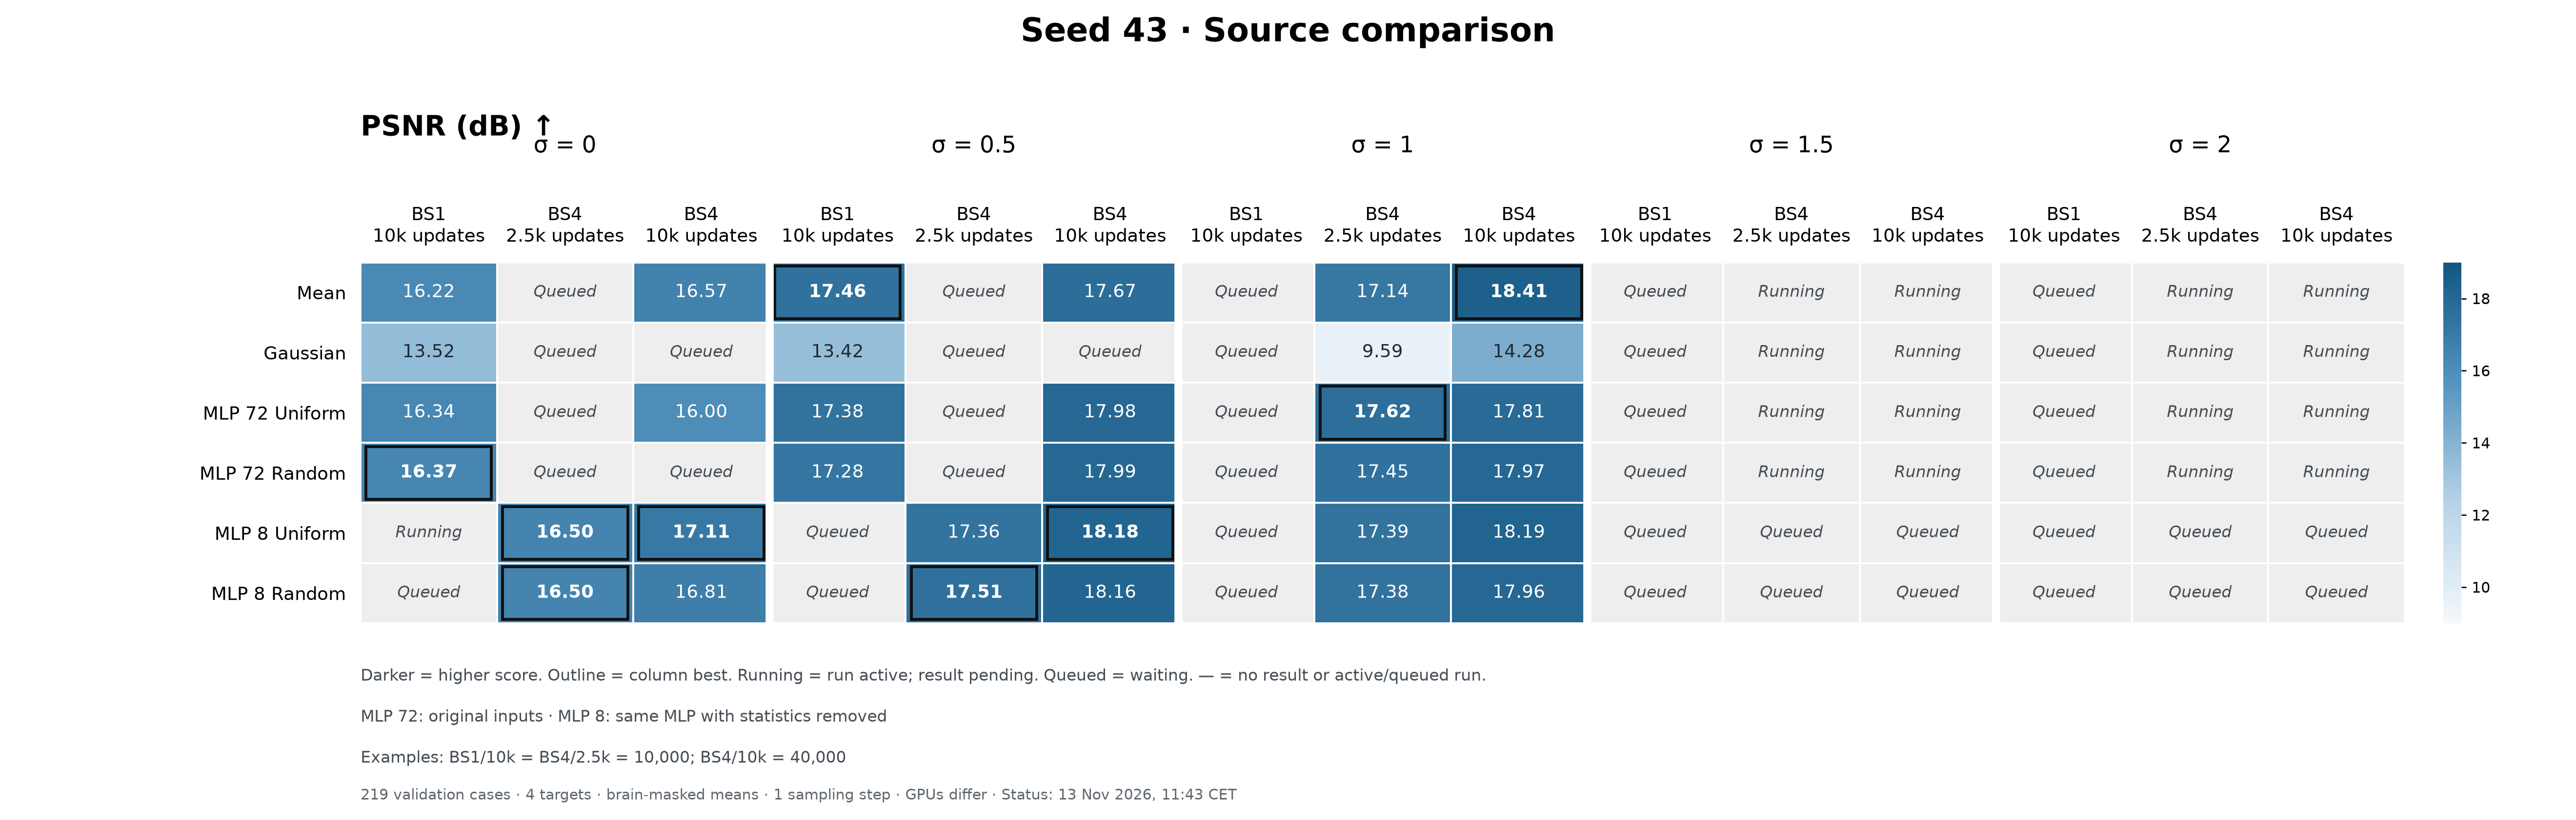 Seed 43 · Source comparison
PSNR (dB) ↑
σ = 0 σ = 0.5 σ = 1 σ = 1.5 σ = 2
BS1 BS4 BS4 BS1 BS4 BS4 BS1 BS4 BS4 BS1 BS4 BS4 BS1 BS4 BS4
10k updates 2.5k updates 10k updates 10k updates 2.5k updates 10k updates 10k updates 2.5k updates 10k updates 10k updates 2.5k updates 10k updates 10k updates 2.5k updates 10k updates
Mean 16.22 Queued 16.57 17.46 Queued 17.67 Queued 17.14 18.41 Queued Running Running Queued Running Running
18
Gaussian 13.52 Queued Queued 13.42 Queued Queued Queued 9.59 14.28 Queued Running Running Queued Running Running
16
MLP 72 Uniform 16.34 Queued 16.00 17.38 Queued 17.98 Queued 17.62 17.81 Queued Running Running Queued Running Running
14
MLP 72 Random 16.37 Queued Queued 17.28 Queued 17.99 Queued 17.45 17.97 Queued Running Running Queued Running Running
12
MLP 8 Uniform Running 16.50 17.11 Queued 17.36 18.18 Queued 17.39 18.19 Queued Queued Queued Queued Queued Queued
10
MLP 8 Random Queued 16.50 16.81 Queued 17.51 18.16 Queued 17.38 17.96 Queued Queued Queued Queued Queued Queued
Darker = higher score. Outline = column best. Running = run active; result pending. Queued = waiting. — = no result or active/queued run.
MLP 72: original inputs · MLP 8: same MLP with statistics removed
Examples: BS1/10k = BS4/2.5k = 10,000; BS4/10k = 40,000
219 validation cases · 4 targets · brain-masked means · 1 sampling step · GPUs differ · Status: 13 Nov 2026, 11:43 CET